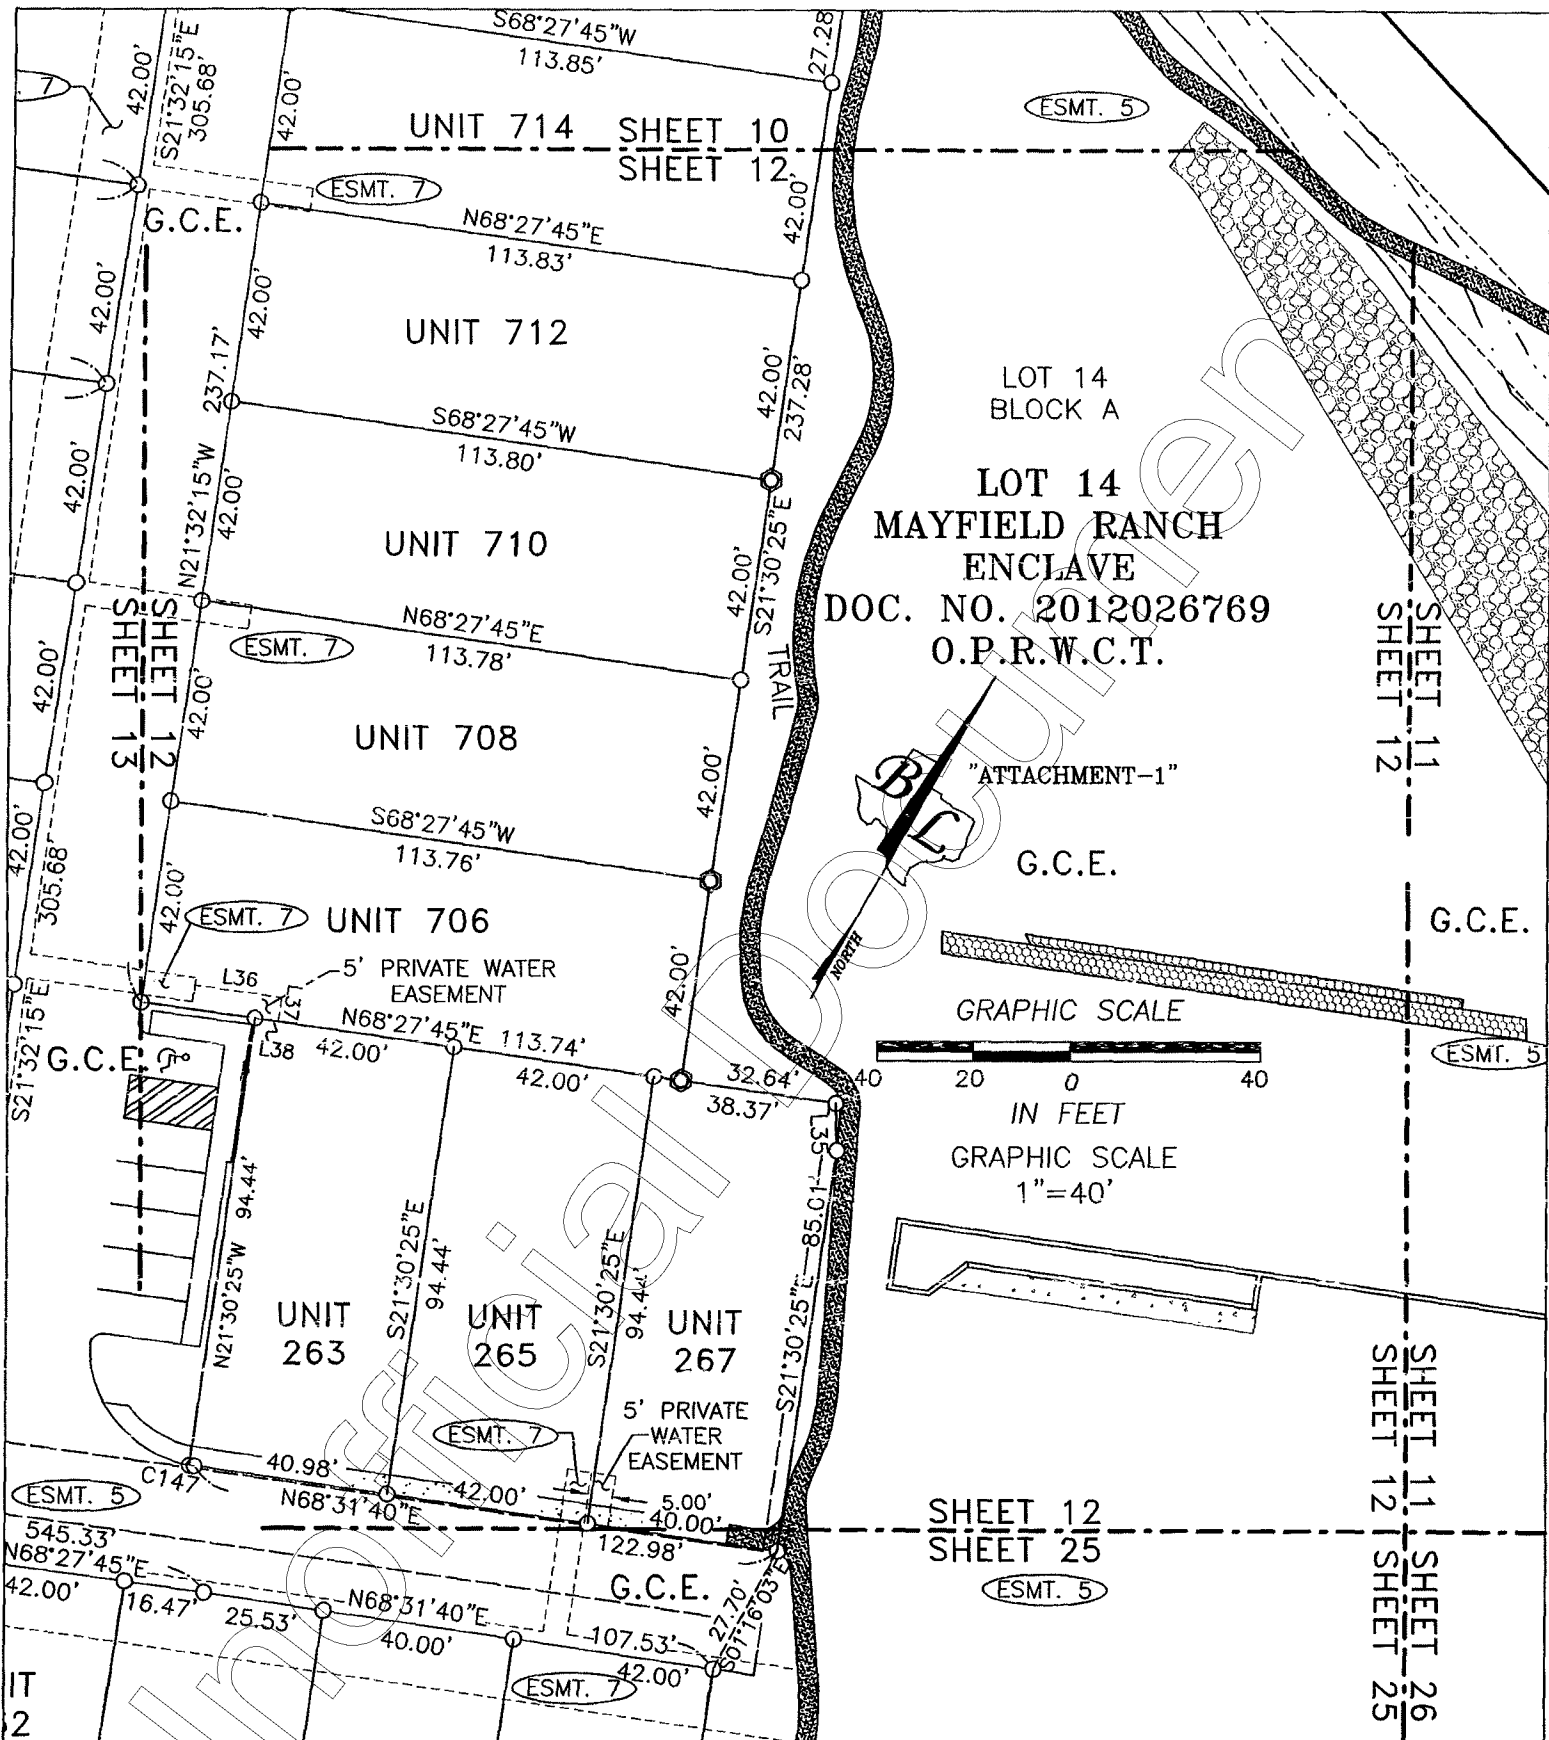 S68°27'45"W
113.85'
27.28
42.00'
S21°32'15"E
305.68'
42.00'
7
ESMT. 5
UNIT 714
SHEET 10
SHEET 12
ESMT. 7
G.C.E.
N68°27'45"E
113.83'
42.00'
42.00'
42.00'
UNIT 712
237.17'
42.00'
237.28'
LOT 14
BLOCK A
S68°27'45"W
113.80'
42.00'
N21°32'15"W
42.00'
S21°30'25"E
LOT 14
MAYFIELD RANCH
ENCLAVE
DOC. NO. 2012026769
O.P.R.W.C.T.
UNIT 710
42.00'
SHEET 12
SHEET 13
N68°27'45"E
113.78'
ESMT. 7
TRAIL
SHEET 11
SHEET 12
42.00'
42.00'
UNIT 708
42.00'
B
L
"ATTACHMENT-1"
NORTH
S68°27'45"W
113.76'
42.00'
305.68'
42.00'
G.C.E.
G.C.E.
ESMT. 7
UNIT 706
42.00'
L36
L37
5' PRIVATE WATER
EASEMENT
S21°32'15"E
N68°27'45"E
113.74'
L38
42.00'
42.00'
32.64'
38.37'
L35
G.C.E.
GRAPHIC SCALE
40
20
0
40
IN FEET
GRAPHIC SCALE
1"=40'
ESMT. 5
94.44'
N21°30'25"W
S21°30'25"E
94.44'
S21°30'25"E
94.44'
85.01'
S21°30'25"E
UNIT
263
UNIT
265
UNIT
267
5' PRIVATE
WATER
EASEMENT
ESMT. 7
SHEET 11
SHEET 12
C147
40.98'
42.00'
N68°31'40"E
5.00'
40.00'
122.98'
ESMT. 5
545.33'
N68°27'45"E
42.00'
16.47'
25.53'
N68°31'40"E
40.00'
107.53'
42.00'
27.70'
S01°16'03"E
G.C.E.
ESMT. 7
SHEET 12
SHEET 25
ESMT. 5
SHEET 26
SHEET 25
IT
2
Unofficial Documen